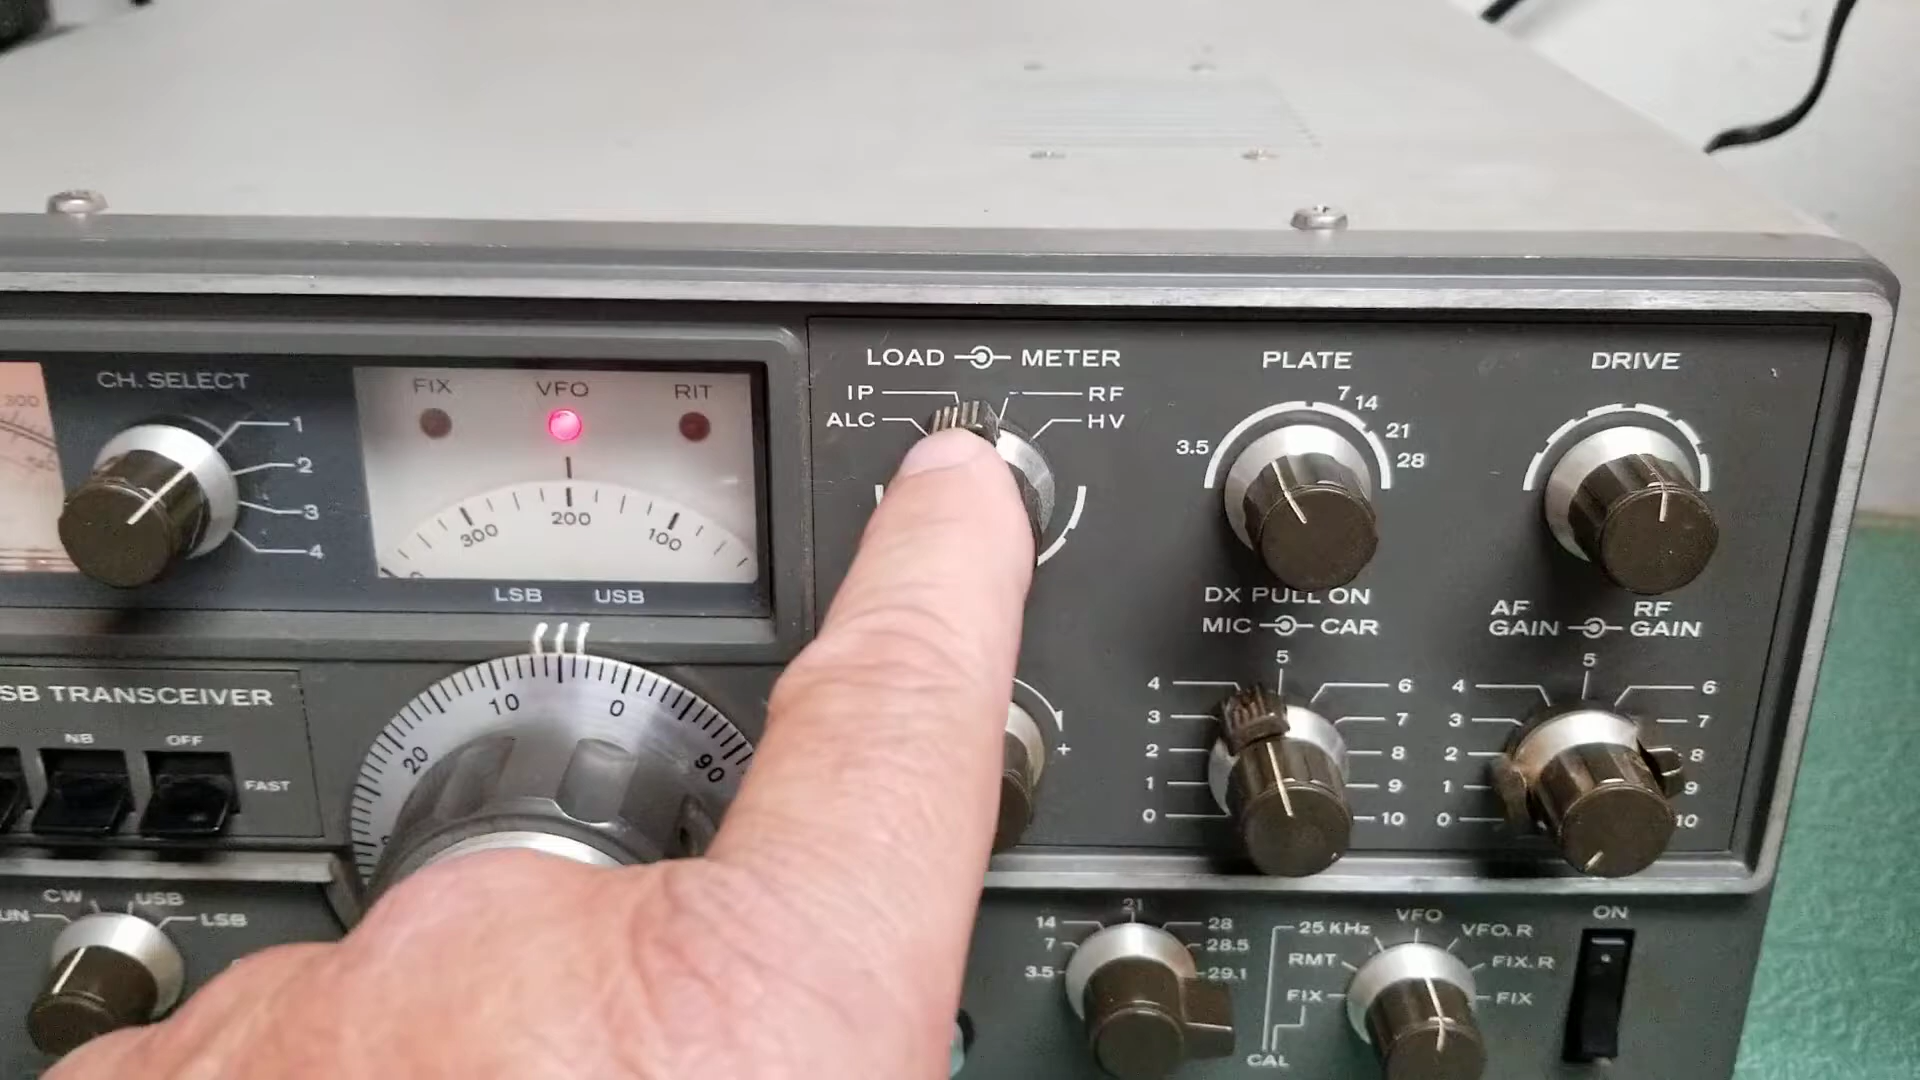 300
CH. SELECT
1
2
3
4
FIX VFO RIT
300 200 100
0
LSB USB
LOAD METER
IP RF
ALC HV
PLATE
3.5 7 14 21 28
DRIVE
DX PULL ON
MIC CAR
0 1 2 3 4 5 6 7 8 9 10
AF GAIN RF GAIN
0 1 2 3 4 5 6 7 8 9 10
SB TRANSCEIVER
NB OFF
FAST
20 10 0 90
+
UN CW USB LSB
3.5 7 14 21 28 28.5 29.1
25 KHz VFO VFO.R
RMT FIX.R
FIX FIX
CAL
ON